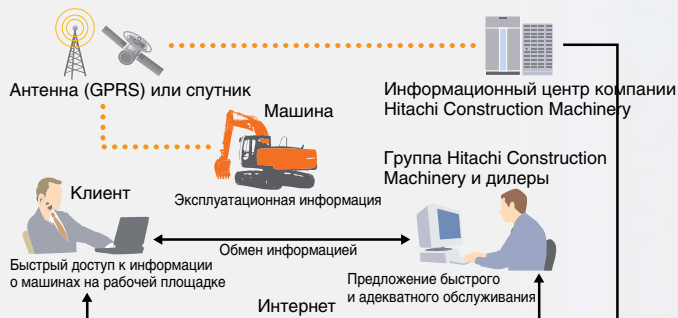 Антенна (GPRS) или спутник
Информационный центр компании
Hitachi Construction Machinery
Машина
Эксплуатационная информация
Группа Hitachi Construction
Machinery и дилеры
Клиент
Обмен информацией
Быстрый доступ к информации
о машинах на рабочей площадке
Предложение быстрого
и адекватного обслуживания
Интернет